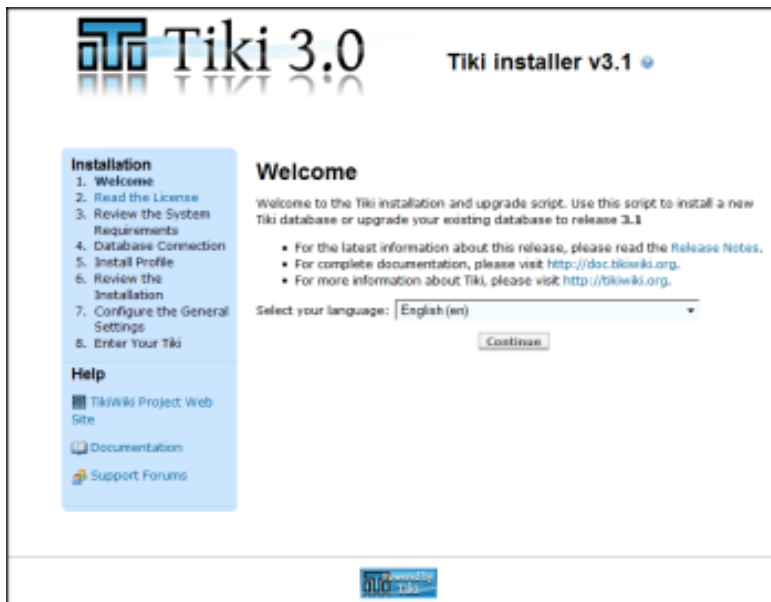 Tiki 3.0
Tiki installer v3.1
Installation
1. Welcome
2. Read the License
3. Review the System
Requirements
4. Database Connection
5. Install Profile
6. Review the
Installation
7. Configure the General
Settings
8. Enter Your Tiki
Help
TikiWiki Project Web
Site
Documentation
Support Forums
Welcome
Welcome to the Tiki installation and upgrade script. Use this script to install a new
Tiki database or upgrade your existing database to release 3.1
• For the latest information about this release, please read the Release Notes.
• For complete documentation, please visit http://doc.tikiwiki.org.
• For more information about Tiki, please visit http://tikiwiki.org.
Select your language: English (en)
Continue
Powered by
Tiki